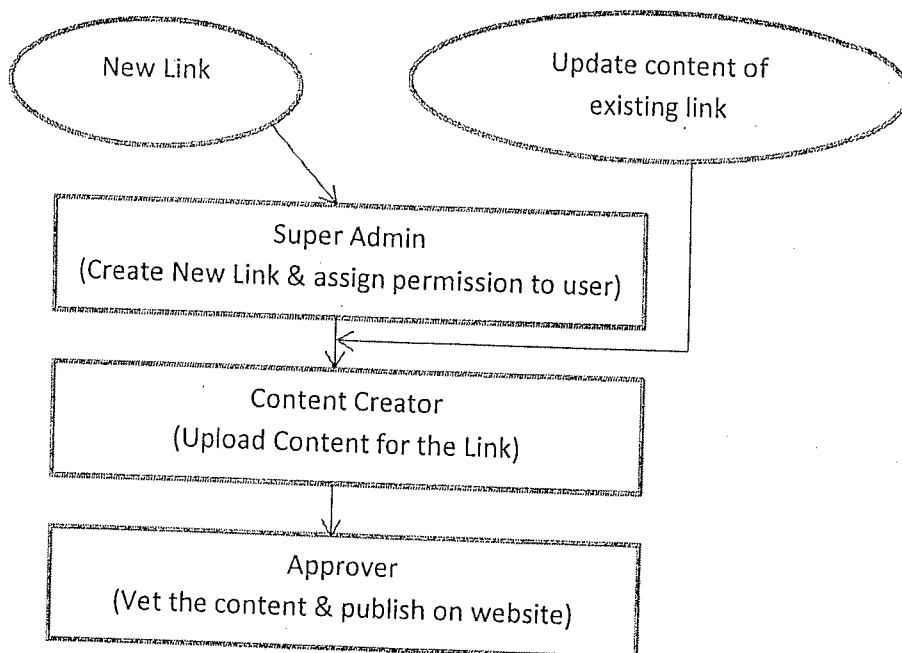 New Link
Update content of
existing link
Super Admin
(Create New Link & assign permission to user)
Content Creator
(Upload Content for the Link)
Approver
(Vet the content & publish on website)